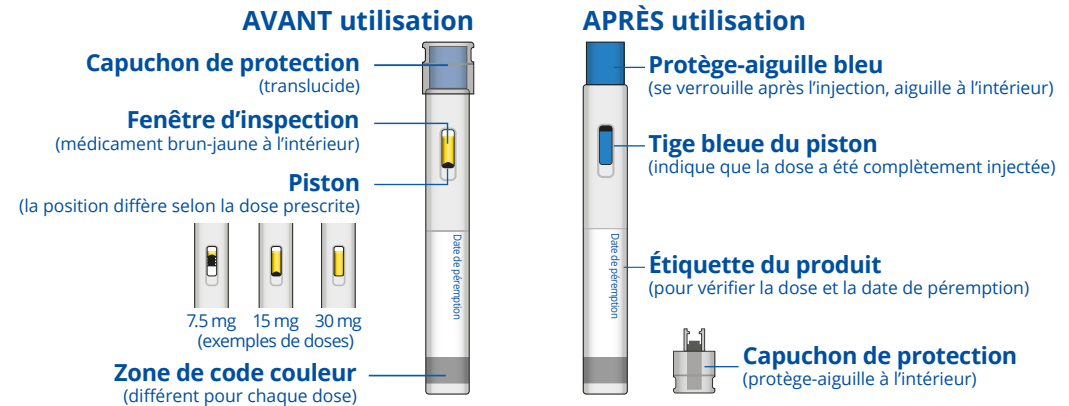 AVANT utilisation
Capuchon de protection
(translucide)
Fenêtre d’inspection
(médicament brun-jaune à l’intérieur)
Piston
(la position diffère selon la dose prescrite)
7.5 mg 15 mg 30 mg
(exemples de doses)
Zone de code couleur
(différent pour chaque dose)
Date de péremption
APRÈS utilisation
Protège-aiguille bleu
(se verrouille après l’injection, aiguille à l’intérieur)
Tige bleue du piston
(indique que la dose a été complètement injectée)
Date de péremption
Étiquette du produit
(pour vérifier la dose et la date de péremption)
Capuchon de protection
(protège-aiguille à l’intérieur)